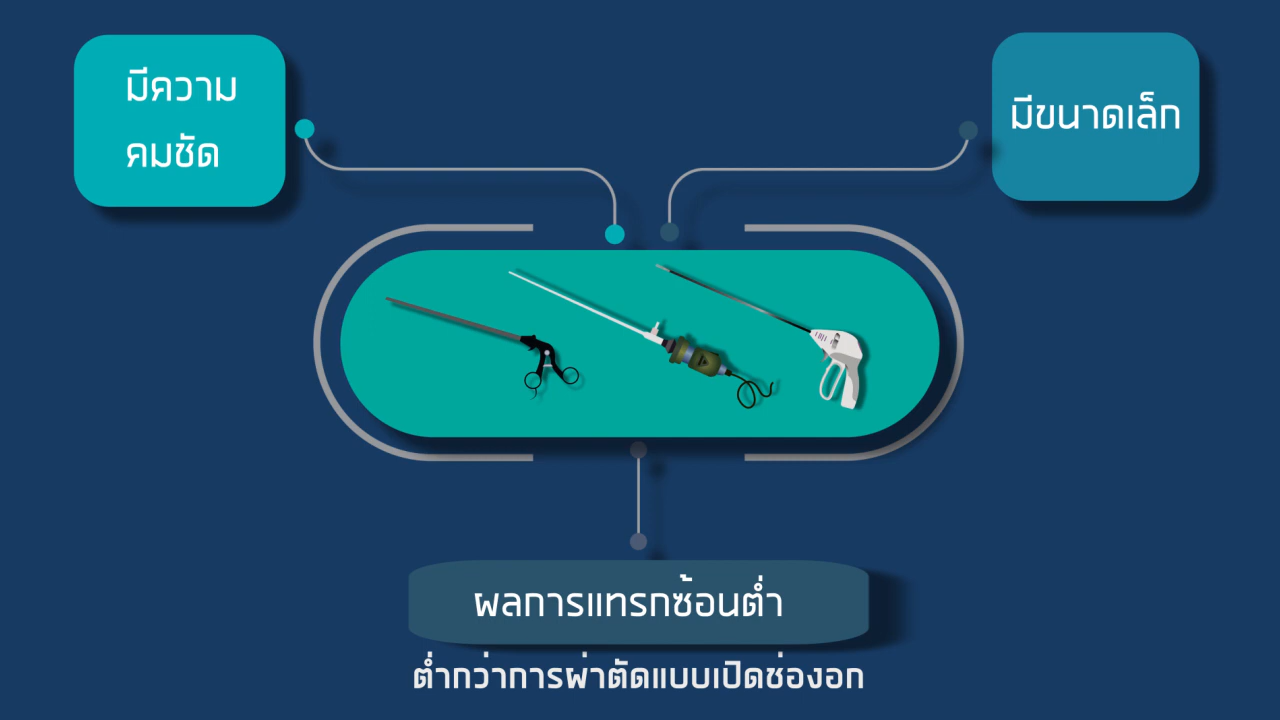 มีความ
คมชัด
มีขนาดเล็ก
ผลการแทรกซ้อนต่ำ
ต่ำกว่าการผ่าตัดแบบเปิดช่องอก